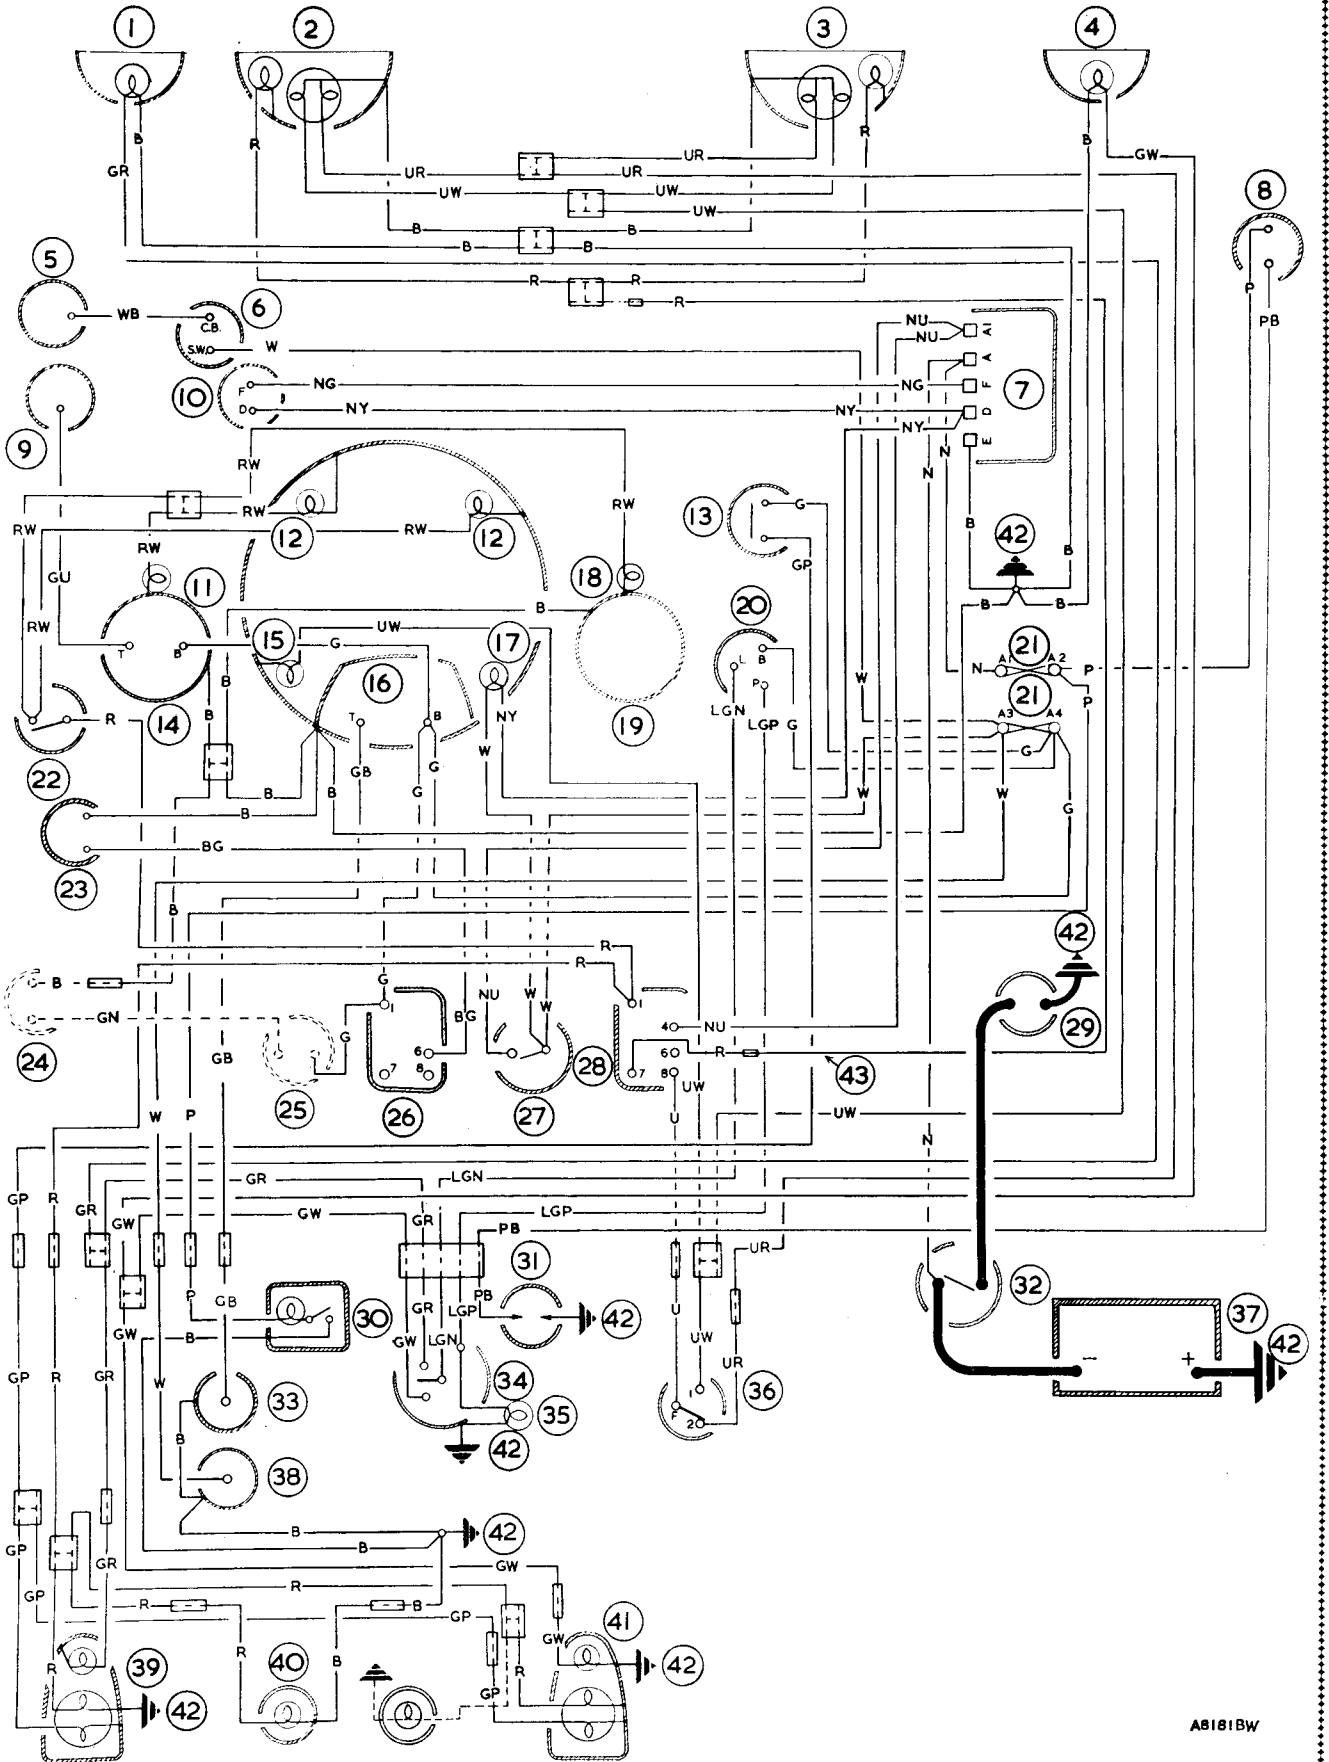 1 2 3 4
R B R B
GR UR UR GW
UR UR
UW UW
UW
8
B B
B B
5
R R
R
P
PB
WB
6
C.B.
S.W. W
NU
NU
A1
A
F
D
E
7
10
F NG NG
D NY NY
NY
9
RW
N N
RW
RW
12
RW
12
RW
RW
RW
13
G
GP
42
B B
B B
GU
11
18
RW
T B
15
G
UW
B
17
16
20
L B
P
21
N A1 A2 P
21
A3 A4
P
14
R
B B
T B
NY
W
19
LGN LGP G
W
G
22
GB G G
B
B B
W
W G
23
BG
B
42
R
R
24
B
GN
GB
25
G
G
1
6
7 8
26
BG
NU W W
27
28
1
4 NU
6
7 8
R
43
29
UW
U
UW
W P
N
GP R GR
GW
GR
GW
GR
LGN
LGP
PB
UR
31
PB
42
GR LGP
GW LGN
P GB
B
30
U UW UR
32
37
- +
42
GW
GP R GR
W
33
34
35
42
1
F 2
36
B
38
B
B
42
GP GR
GP
GW
R
R B
GP
41
GW
42
39
R
42
R 40 B
GP R
A8181BW